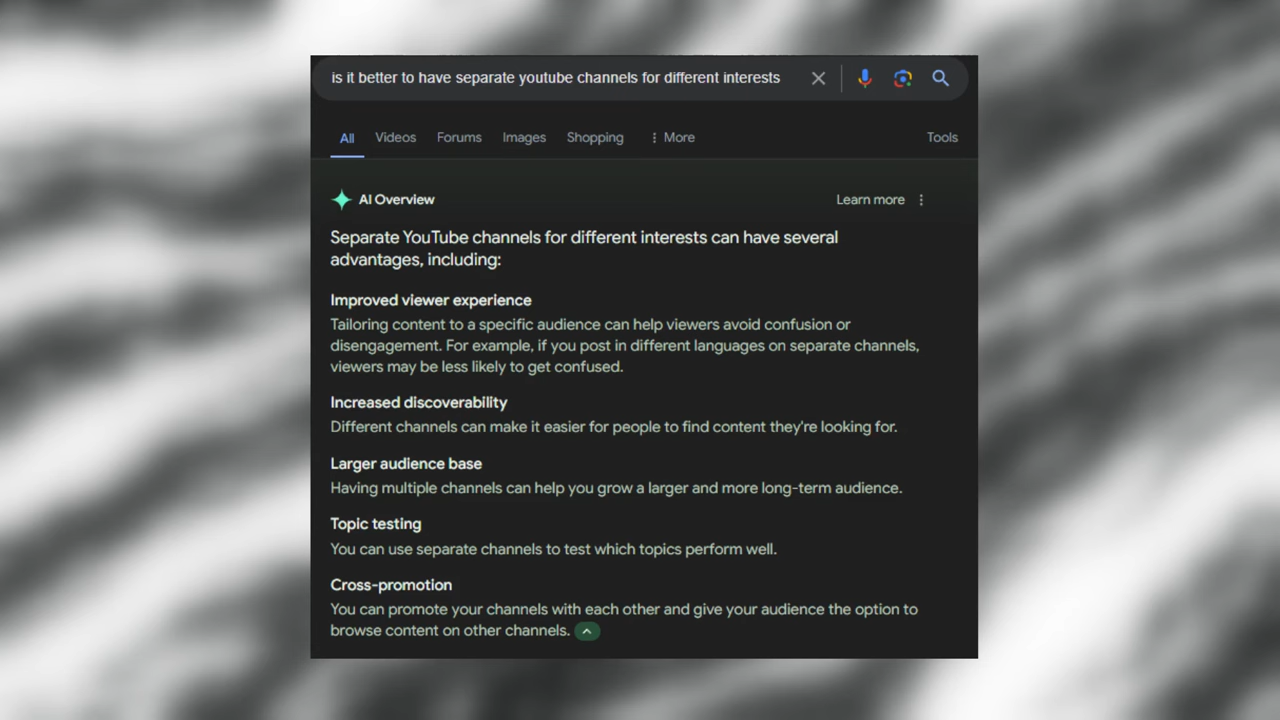 is it better to have separate youtube channels for different interests
All Videos Forums Images Shopping More Tools
AI Overview Learn more
Separate YouTube channels for different interests can have several
advantages, including:
Improved viewer experience
Tailoring content to a specific audience can help viewers avoid confusion or
disengagement. For example, if you post in different languages on separate channels,
viewers may be less likely to get confused.
Increased discoverability
Different channels can make it easier for people to find content they're looking for.
Larger audience base
Having multiple channels can help you grow a larger and more long-term audience.
Topic testing
You can use separate channels to test which topics perform well.
Cross-promotion
You can promote your channels with each other and give your audience the option to
browse content on other channels.